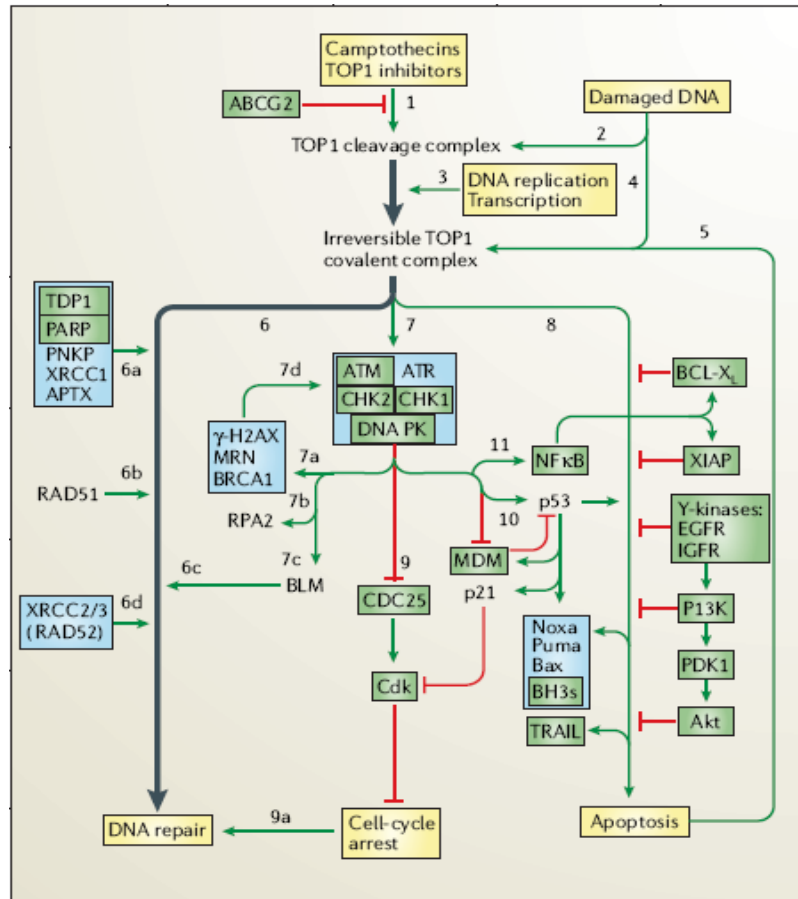 Camptothecins
TOP1 inhibitors
ABCG2
1
Damaged DNA
TOP1 cleavage complex
2
3
DNA replication
Transcription
4
5
Irreversible TOP1
covalent complex
6
7
8
TDP1
PARP
PNKP
XRCC1
APTX
6a
7d
ATM
ATR
CHK2
CHK1
DNA PK
BCL-XL
γ-H2AX
MRN
BRCA1
7a
11
NFκB
XIAP
6b
RAD51
7b
RPA2
p53
10
Y-kinases:
EGFR
IGFR
6c
7c
BLM
9
MDM
p21
CDC25
XRCC2/3
(RAD52)
6d
P13K
Noxa
Puma
Bax
BH3s
PDK1
Cdk
TRAIL
Akt
DNA repair
9a
Cell-cycle
arrest
Apoptosis